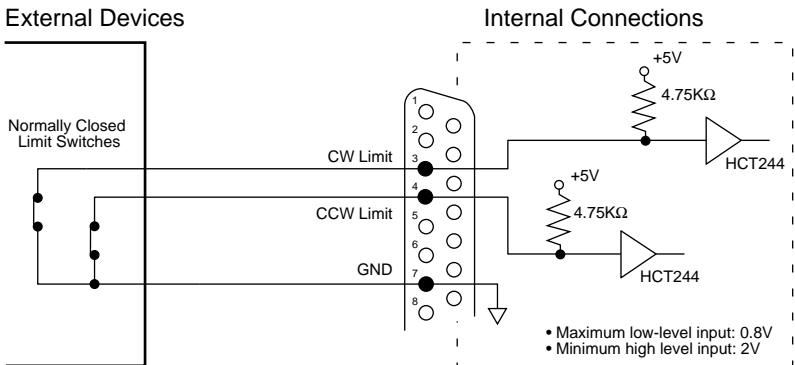 External Devices
Internal Connections
+5V
4.75KΩ
HCT244
Normally Closed
Limit Switches
1
2
3
4
5
6
7
8
CW Limit
CCW Limit
GND
+5V
4.75KΩ
HCT244
• Maximum low-level input: 0.8V
• Minimum high level input: 2V